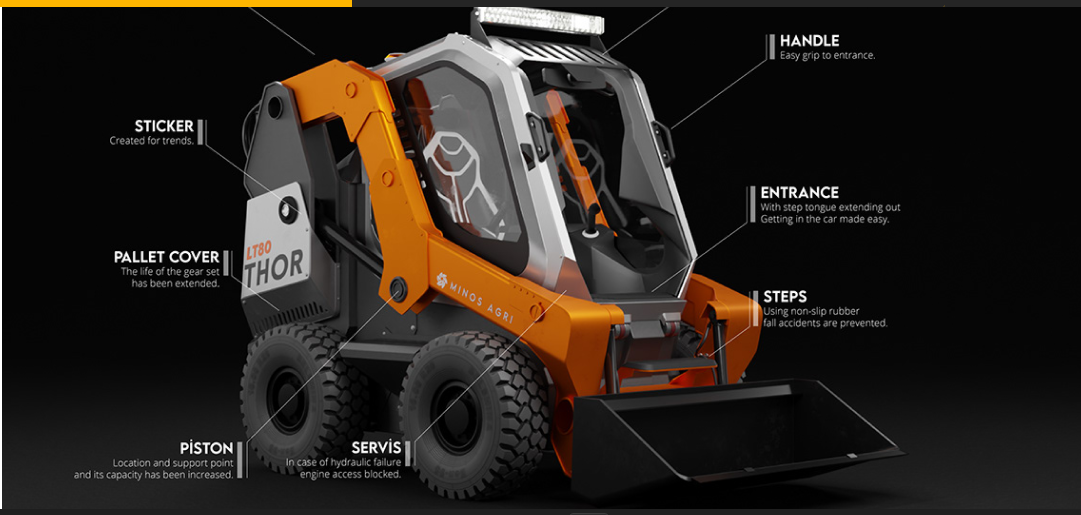 HANDLE
Easy grip to entrance.
STICKER
Created for trends.
ENTRANCE
With step tongue extending out
Getting in the car made easy.
PALLET COVER
The life of the gear set
has been extended.
LT80
THOR
MINOS AGRI
STEPS
Using non-slip rubber
fall accidents are prevented.
PİSTON
Location and support point
and its capacity has been increased.
SERVİS
In case of hydraulic failure
engine access blocked.